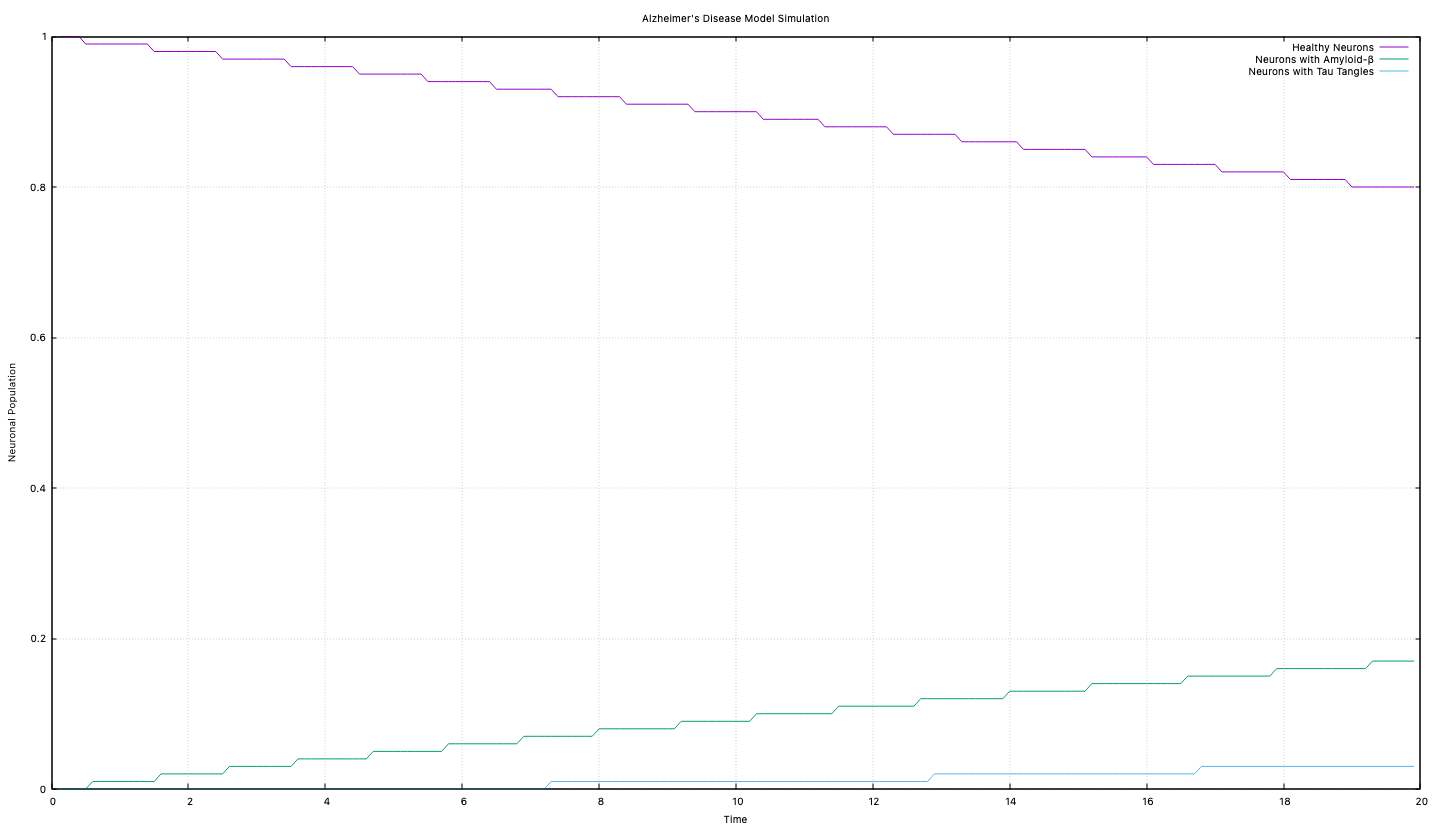 Alzheimer's Disease Model Simulation
Healthy Neurons
Neurons with Amyloid-β
Neurons with Tau Tangles
1
0.8
0.6
0.4
0.2
0
Neuronal Population
0 2 4 6 8 10 12 14 16 18 20
Time